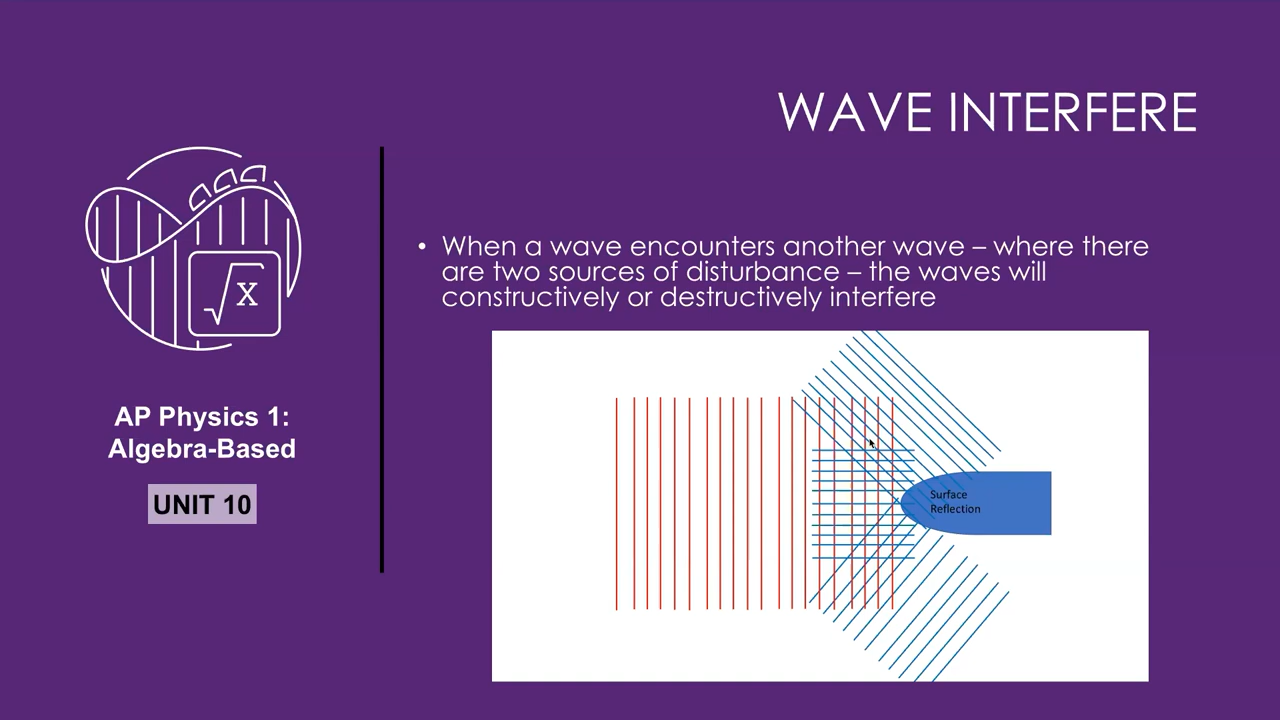 WAVE INTERFERE
• When a wave encounters another wave – where there
are two sources of disturbance – the waves will
constructively or destructively interfere
√x
AP Physics 1:
Algebra-Based
UNIT 10
Surface
Reflection